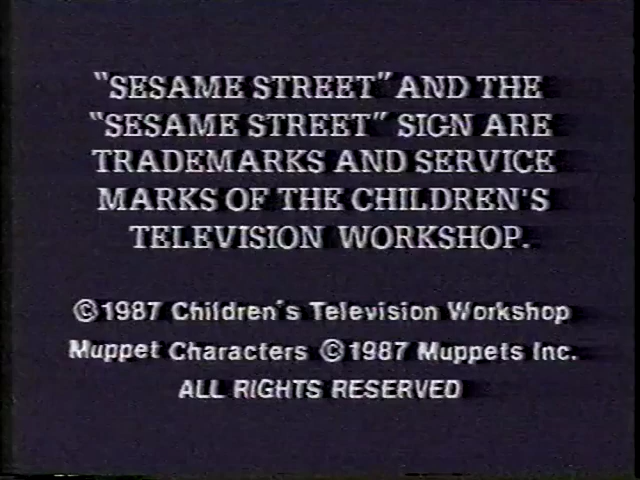 "SESAME STREET" AND THE
"SESAME STREET" SIGN ARE
TRADEMARKS AND SERVICE
MARKS OF THE CHILDREN'S
TELEVISION WORKSHOP.
©1987 Children's Television Workshop
Muppet Characters ©1987 Muppets Inc.
ALL RIGHTS RESERVED